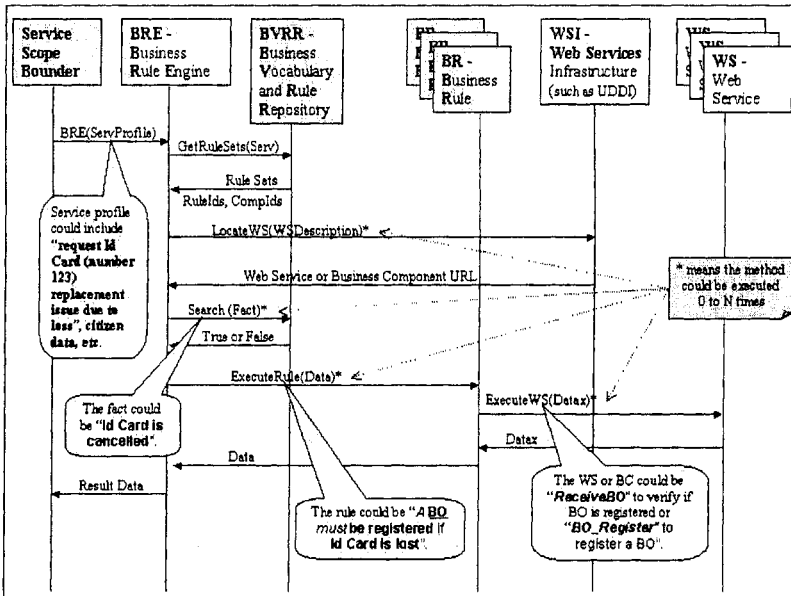 Service
Scope
Bounder
BRE -
Business
Rule Engine
BVRR -
Business
Vocabulary
and Rule
Repository
BR
BR
BR -
Business
Rule
WSI -
Web Services
Infrastructure
(such as UDDI)
WS
WS
WS -
Web
Service
BRE(ServProfile)
GetRuleSets(Serv)
Rule Sets
RuleIds, CompIds
Service profile
could include
"request Id
Card (number
123)
replacement
issue due to
loss", citizen
data, etc.
LocateWS(WSDescription)*
Web Service or Business Component URL
* means the method
could be executed
0 to N times
Search (Fact)*
True or False
ExecuteRule(Data)*
The fact could
be "Id Card is
cancelled".
ExecuteWS(Datax)*
Datax
Data
Result Data
The rule could be "A BO
must be registered if
Id Card is lost".
The WS or BC could be
"ReceiveBO" to verify if
BO is registered or
"BO_Register" to
register a BO".